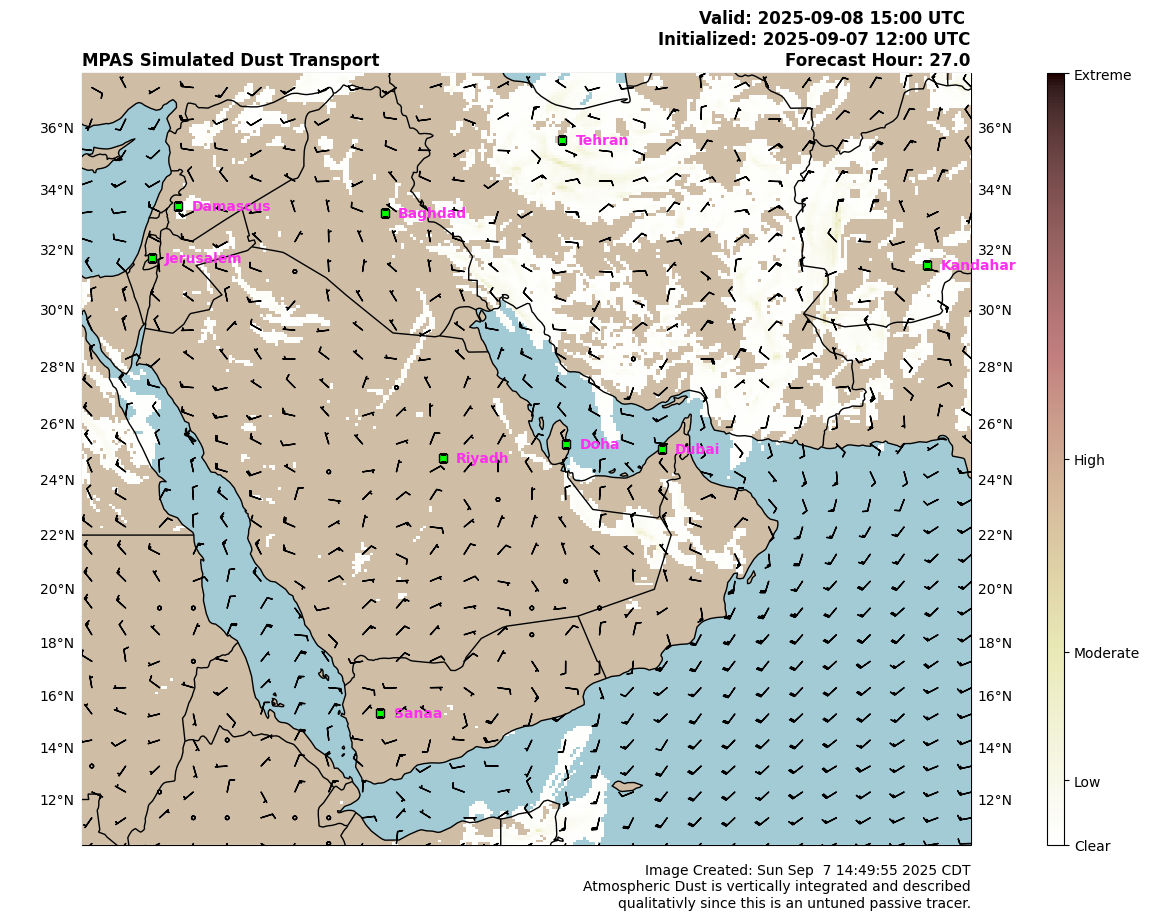 Valid: 2025-09-08 15:00 UTC
Initialized: 2025-09-07 12:00 UTC
MPAS Simulated Dust Transport Forecast Hour: 27.0
Extreme
36°N Tehran 36°N
34°N Damascus Baghdad 34°N
32°N Jerusalem 32°N
Kandahar
30°N 30°N
28°N 28°N
26°N 26°N
Doha Dubai
Riyadh High
24°N 24°N
22°N 22°N
20°N 20°N
18°N 18°N
Moderate
16°N 16°N
Sanaa
14°N 14°N
Low
12°N 12°N
Clear
Image Created: Sun Sep  7 14:49:55 2025 CDT
Atmospheric Dust is vertically integrated and described
qualitativly since this is an untuned passive tracer.